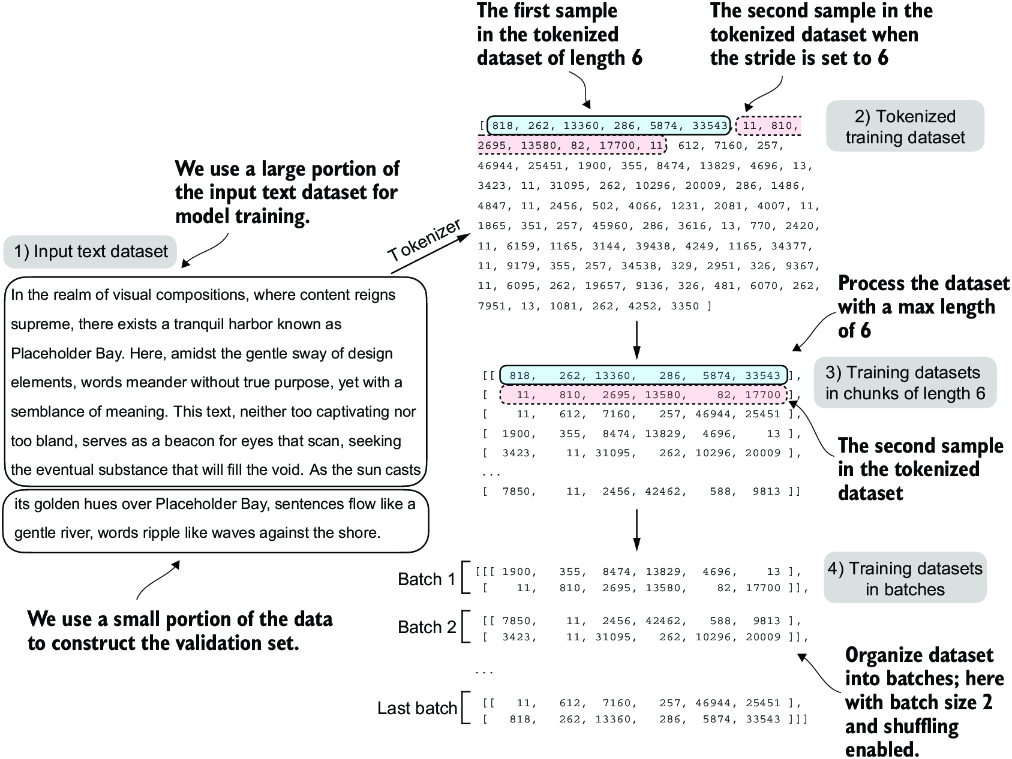 The first sample
in the tokenized
dataset of length 6
The second sample in the
tokenized dataset when
the stride is set to 6
[ 818, 262, 13360, 286, 5874, 33543, 11, 810,
2695, 13580, 82, 17700, 11, 612, 7160, 257,
46944, 25451, 1900, 355, 8474, 13829, 4696, 13,
3423, 11, 31095, 262, 10296, 20009, 286, 1486,
4847, 11, 2456, 502, 4066, 1231, 2081, 4007, 11,
1865, 351, 257, 45960, 286, 3616, 13, 770, 2420,
11, 6159, 1165, 3144, 39438, 4249, 1165, 34377,
11, 9179, 355, 257, 34538, 329, 2951, 326, 9367,
11, 6095, 262, 19657, 9136, 326, 481, 6070, 262,
7951, 13, 1081, 262, 4252, 3350 ]
2) Tokenized
training dataset
We use a large portion of
the input text dataset for
model training.
1) Input text dataset
Tokenizer
In the realm of visual compositions, where content reigns
supreme, there exists a tranquil harbor known as
Placeholder Bay. Here, amidst the gentle sway of design
elements, words meander without true purpose, yet with a
semblance of meaning. This text, neither too captivating nor
too bland, serves as a beacon for eyes that scan, seeking
the eventual substance that will fill the void. As the sun casts
its golden hues over Placeholder Bay, sentences flow like a
gentle river, words ripple like waves against the shore.
We use a small portion of the data
to construct the validation set.
Process the dataset
with a max length
of 6
[[ 818, 262, 13360, 286, 5874, 33543 ],
[ 11, 810, 2695, 13580, 82, 17700 ],
[ 11, 612, 7160, 257, 46944, 25451 ],
[ 1900, 355, 8474, 13829, 4696, 13 ],
[ 3423, 11, 31095, 262, 10296, 20009 ],
...
[ 7850, 11, 2456, 42462, 588, 9813 ]]
3) Training datasets
in chunks of length 6
The second sample
in the tokenized
dataset
Batch 1
[[[ 1900, 355, 8474, 13829, 4696, 13 ],
[ 11, 810, 2695, 13580, 82, 17700 ]],
Batch 2
[[ 7850, 11, 2456, 42462, 588, 9813 ],
[ 3423, 11, 31095, 262, 10296, 20009 ]],
...
Last batch
[[ 11, 612, 7160, 257, 46944, 25451 ],
[ 818, 262, 13360, 286, 5874, 33543 ]]]
4) Training datasets
in batches
Organize dataset
into batches; here
with batch size 2
and shuffling
enabled.